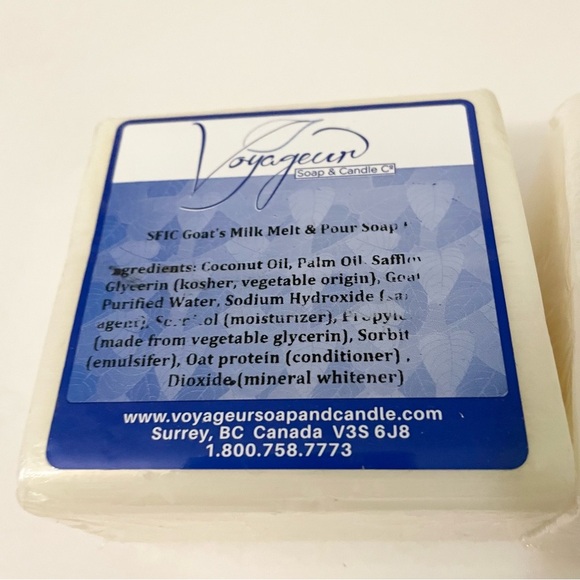 Voyageur
Soap & Candle Co
SFIC Goat's Milk Melt & Pour Soap
Coconut Oil, Palm Oil,
Glycerin (kosher, vegetable origin),
Purified Water, Sodium Hydroxide
agent), (moisturizer),
(made from vegetable glycerin),
(emulsifer), Oat protein (conditioner) ,
Dioxide (mineral whitener)
www.voyageursoapandcandle.com
Surrey, BC Canada V3S 6J8
1.800.758.7773